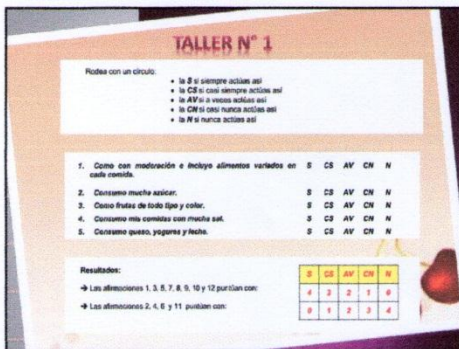 TALLER N° 1
Rodea con un círculo:
• la S si siempre actúas así
• la CS si casi siempre actúas así
• la AV si a veces actúas así
• la CN si casi nunca actúas así
• la N si nunca actúas así
1. Como con moderación e incluyo alimentos variados en cada comida. S CS AV CN N
2. Consumo mucha azúcar. S CS AV CN N
3. Como frutas de todo tipo y color. S CS AV CN N
4. Consumo mis comidas con mucha sal. S CS AV CN N
5. Consumo queso, yogures y leche. S CS AV CN N
Resultados:
S CS AV CN N
→ Las afirmaciones 1, 3, 5, 7, 8, 9, 10 y 12 puntúan con: 4 3 2 1 0
→ Las afirmaciones 2, 4, 6 y 11 puntúan con: 0 1 2 3 4